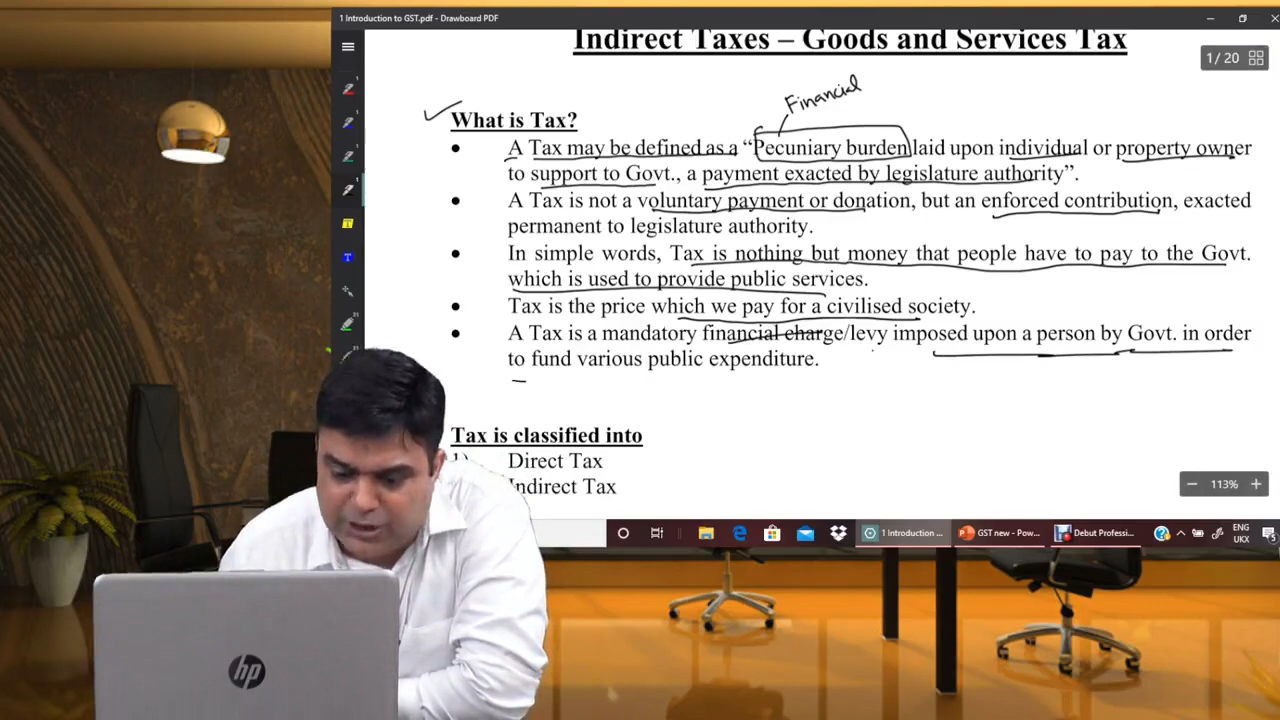 1 Introduction to GST.pdf - Drawboard PDF
Indirect Taxes – Goods and Services Tax
1 / 20
Financial
What is Tax?
• A Tax may be defined as a “Pecuniary burden laid upon individual or property owner
to support to Govt., a payment exacted by legislature authority”.
• A Tax is not a voluntary payment or donation, but an enforced contribution, exacted
permanent to legislature authority.
• In simple words, Tax is nothing but money that people have to pay to the Govt.
which is used to provide public services.
• Tax is the price which we pay for a civilised society.
• A Tax is a mandatory financial charge/levy imposed upon a person by Govt. in order
to fund various public expenditure.
Tax is classified into
1) Direct Tax
Indirect Tax
113%
1 Introduction ...
GST new - Pow...
Debut Professi...
ENG
UKX
hp